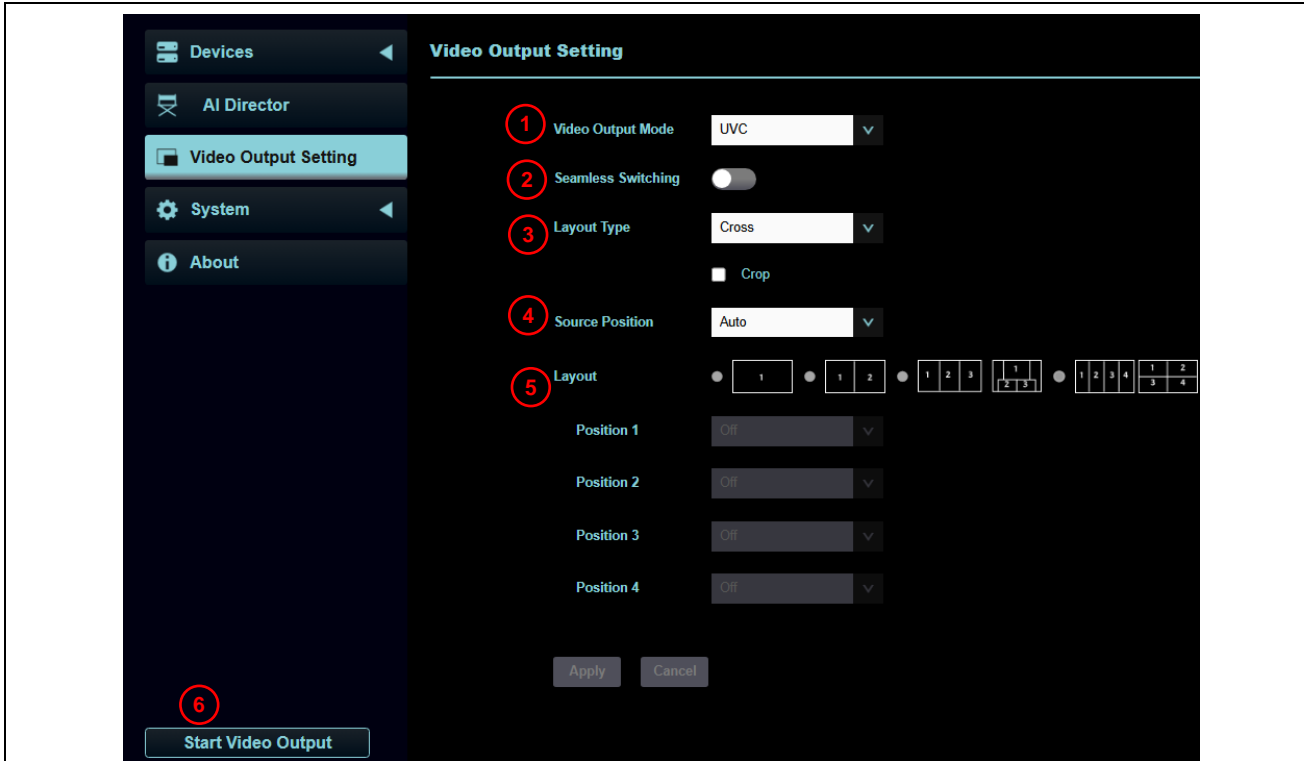 Devices
AI Director
Video Output Setting
System
About
Video Output Setting
1 Video Output Mode UVC
2 Seamless Switching
3 Layout Type Cross
Crop
4 Source Position Auto
5 Layout 1 1 2 1 2 3 1 2 3 1 2 3 4 1 2 3 4
Position 1 Off
Position 2 Off
Position 3 Off
Position 4 Off
Apply Cancel
6
Start Video Output